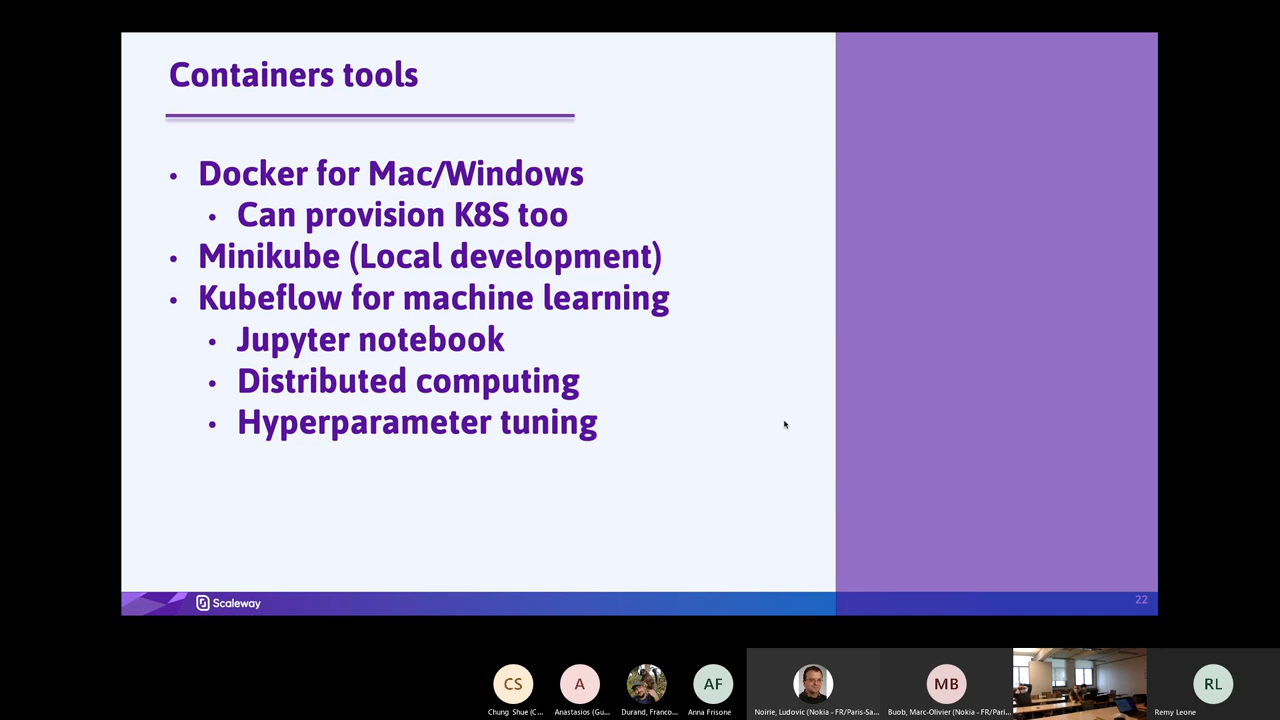 Containers tools
Docker for Mac/Windows
Can provision K8S too
Minikube (Local development)
Kubeflow for machine learning
Jupyter notebook
Distributed computing
Hyperparameter tuning
Scaleway
22
CS
A
AF
MB
RL
Chung Shue (C...
Anastasios (Gu...
Durand, Franco...
Anna Frisone
Noirie, Ludovic (Nokia - FR/Paris-Sa...
Buob, Marc-Olivier (Nokia - FR/Pari...
Remy Leone